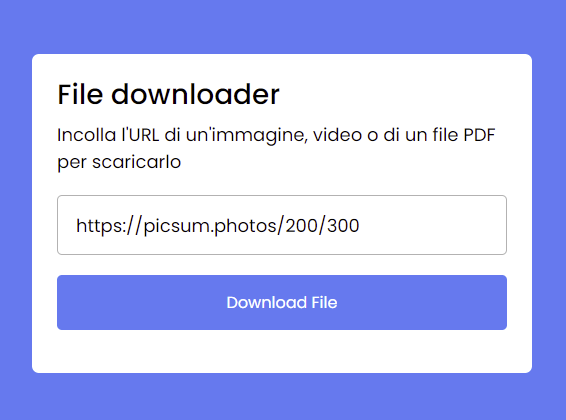 File downloader
Incolla l'URL di un'immagine, video o di un file PDF
per scaricarlo
https://picsum.photos/200/300
Download File